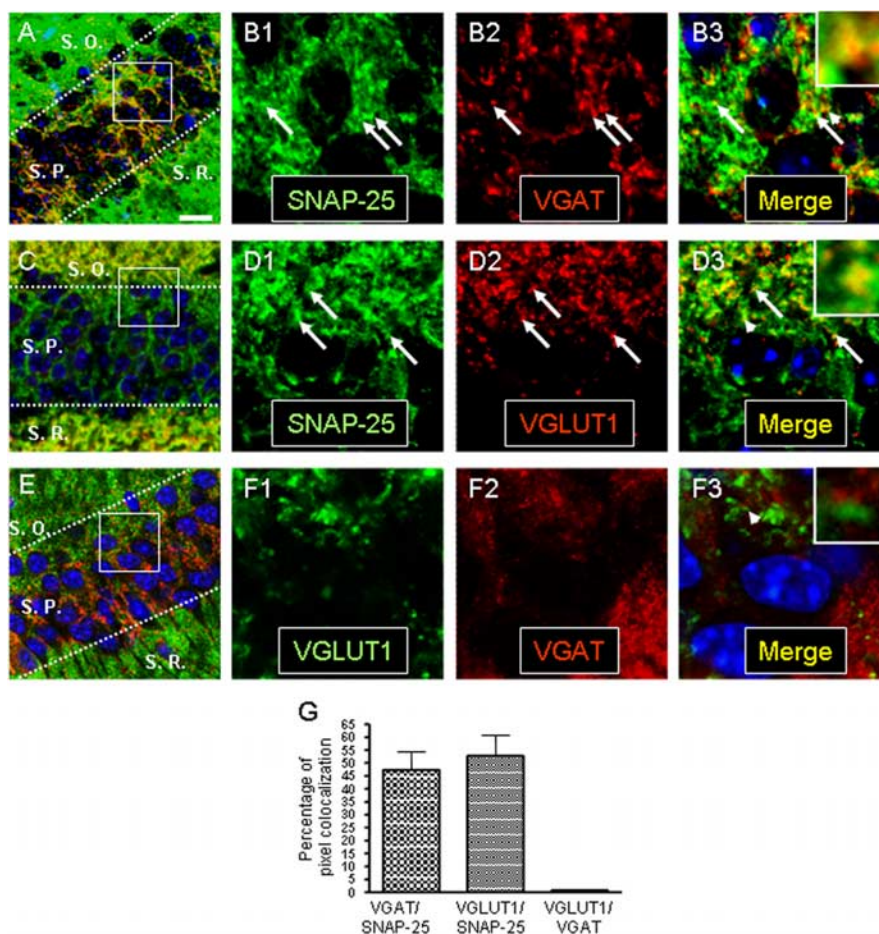 A
S. O.
S. P.
S. R.
B1
SNAP-25
B2
VGAT
B3
Merge
C
S. O.
S. P.
S. R.
D1
SNAP-25
D2
VGLUT1
D3
Merge
E
S. O.
S. P.
S. R.
F1
VGLUT1
F2
VGAT
F3
Merge
G
Percentage of
pixel colocalization
65
60
55
50
45
40
35
30
25
20
15
10
5
0
VGAT/
SNAP-25
VGLUT1/
SNAP-25
VGLUT1/
VGAT